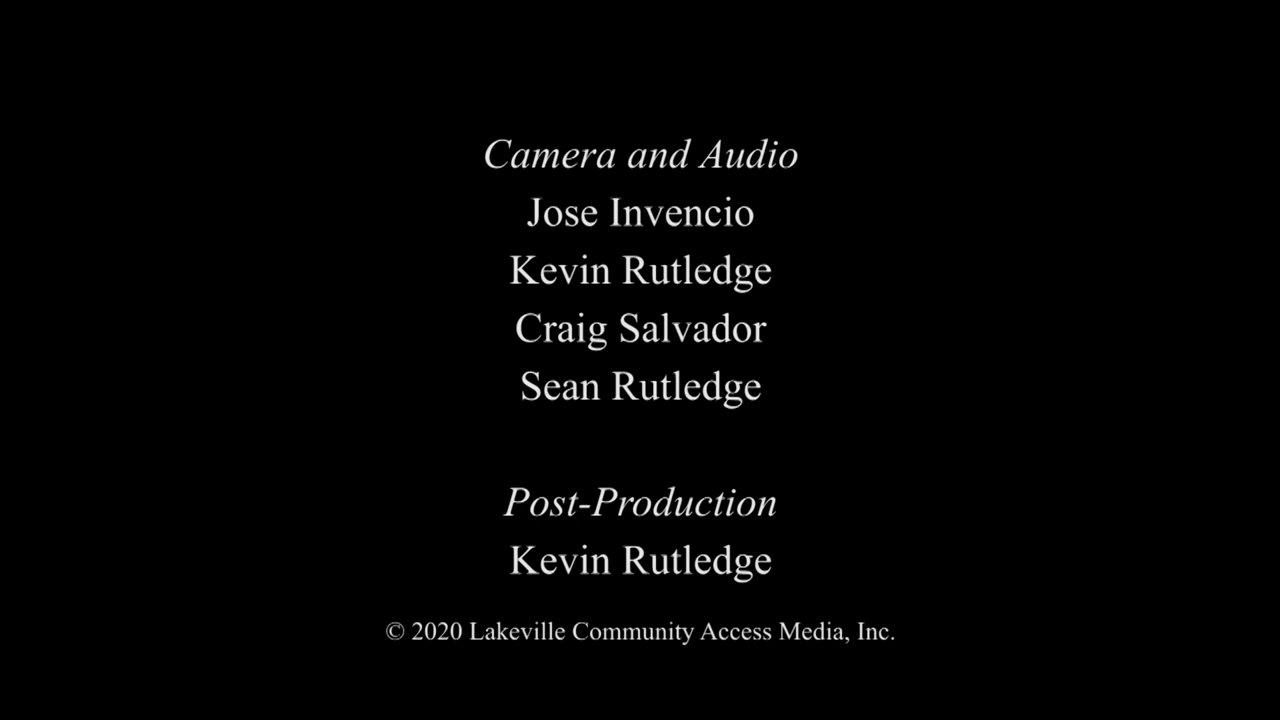 Camera and Audio
Jose Invencio
Kevin Rutledge
Craig Salvador
Sean Rutledge
Post-Production
Kevin Rutledge
© 2020 Lakeville Community Access Media, Inc.